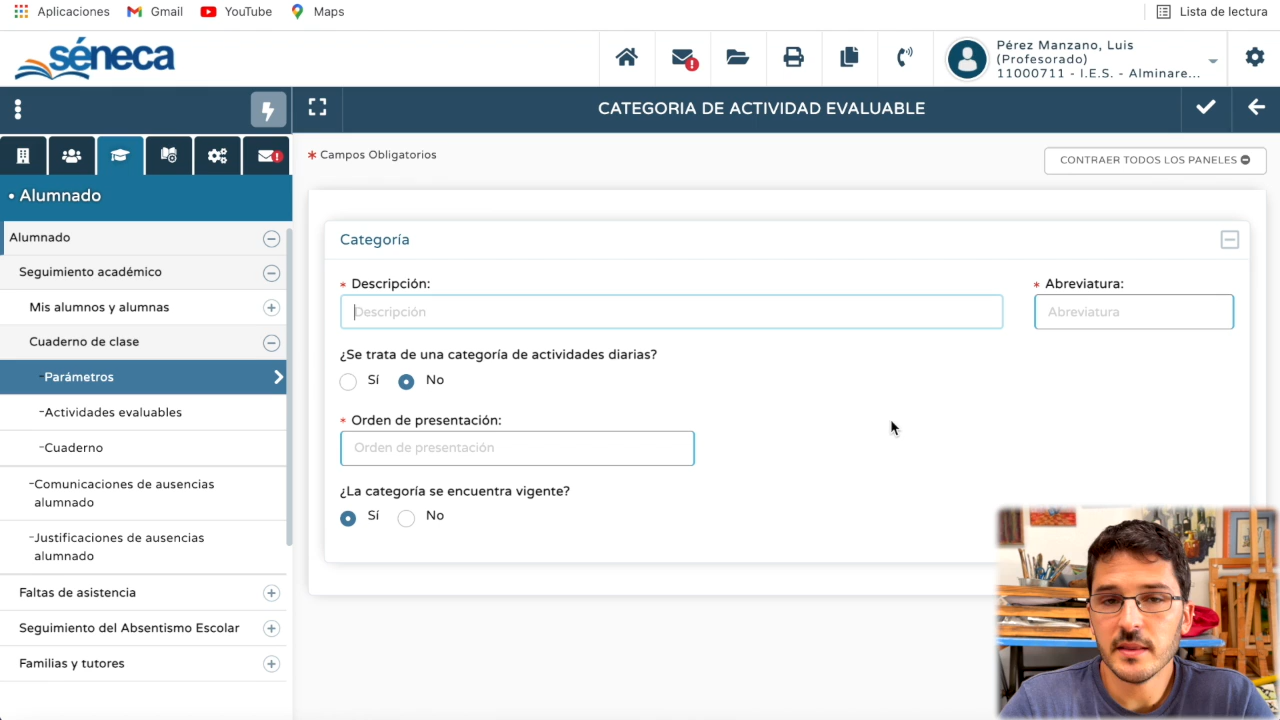 Aplicaciones
Gmail
YouTube
Maps
Lista de lectura
séneca
Pérez Manzano, Luis
(Profesorado)
11000711 - I.E.S. - Alminare...
CATEGORIA DE ACTIVIDAD EVALUABLE
* Campos Obligatorios
CONTRAER TODOS LOS PANELES
• Alumnado
Alumnado
Seguimiento académico
Mis alumnos y alumnas
Cuaderno de clase
-Parámetros
-Actividades evaluables
-Cuaderno
-Comunicaciones de ausencias
alumnado
-Justificaciones de ausencias
alumnado
Faltas de asistencia
Seguimiento del Absentismo Escolar
Familias y tutores
Categoría
* Descripción:
Descripción
* Abreviatura:
Abreviatura
¿Se trata de una categoría de actividades diarias?
Sí
No
* Orden de presentación:
Orden de presentación
¿La categoría se encuentra vigente?
Sí
No